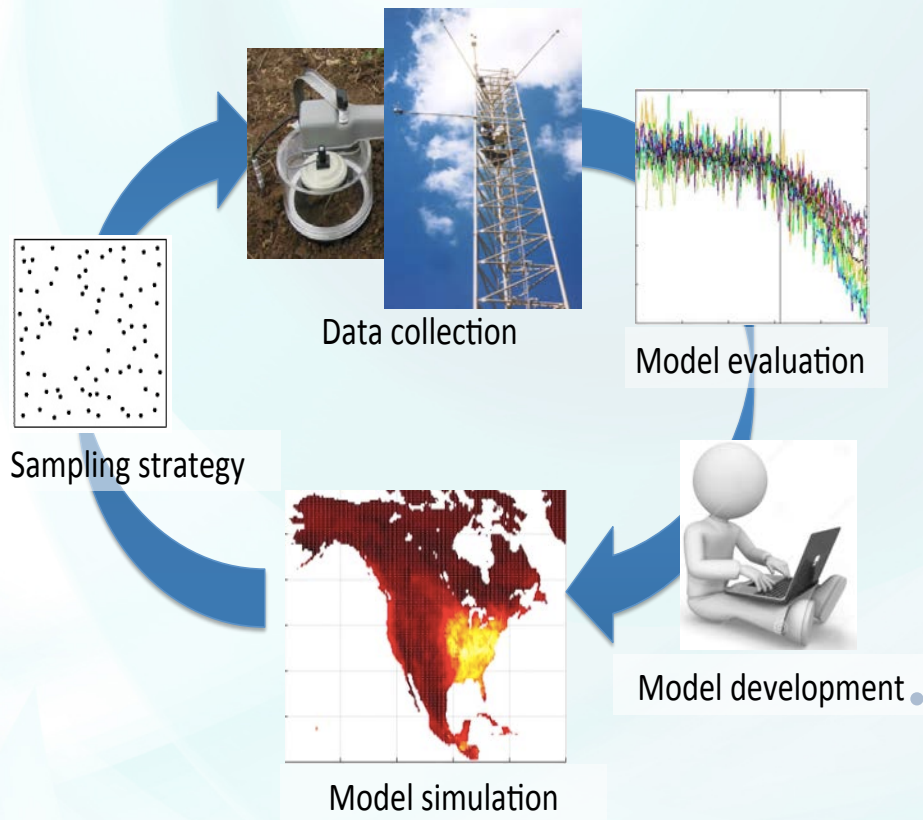 Data collection
Model evaluation
Sampling strategy
Model development
Model simulation